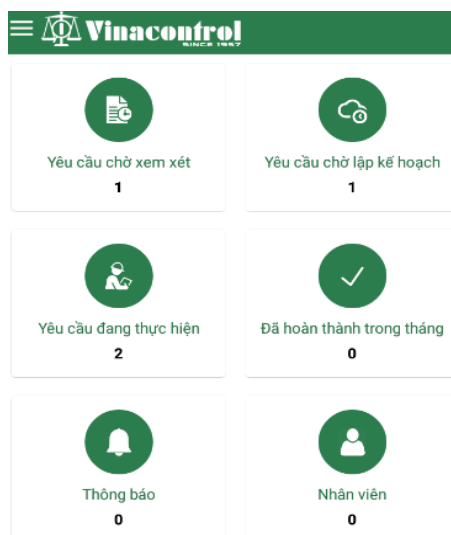 Vinacontrol
SINCE 1957
Yêu cầu chờ xem xét
1
Yêu cầu chờ lập kế hoạch
1
Yêu cầu đang thực hiện
2
Đã hoàn thành trong tháng
0
Thông báo
0
Nhân viên
0